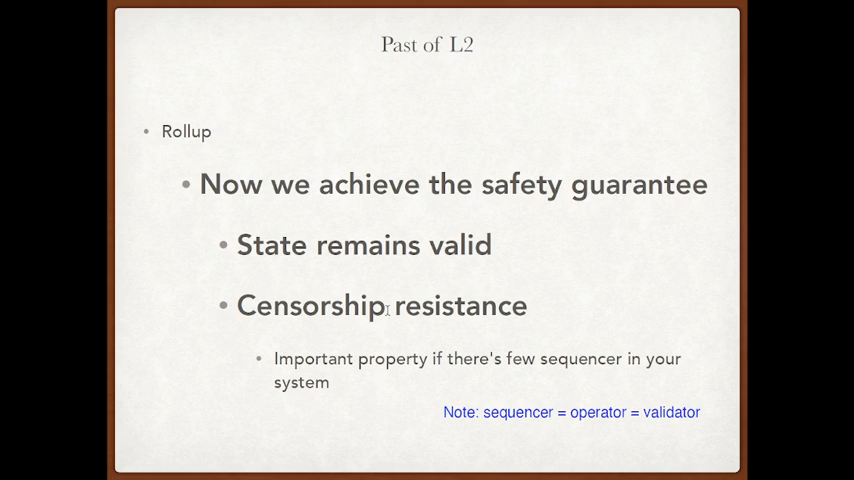 Past of L2
• Rollup
• Now we achieve the safety guarantee
• State remains valid
• Censorship resistance
• Important property if there's few sequencer in your
system
Note: sequencer = operator = validator